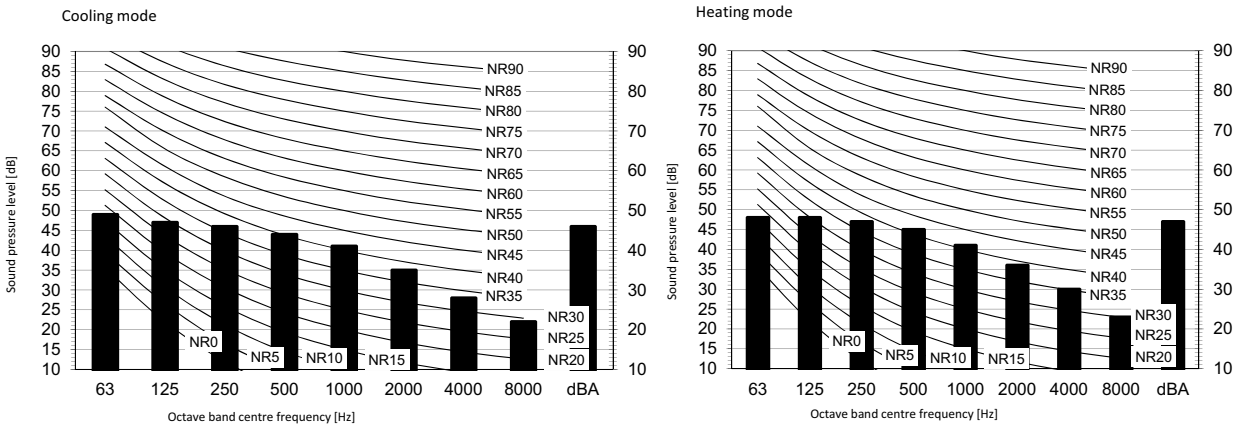 Cooling mode
90
85
80
75
70
65
60
55
50
45
40
35
30
25
20
15
10
Sound pressure level [dB]
NR90
NR85
NR80
NR75
NR70
NR65
NR60
NR55
NR50
NR45
NR40
NR35
NR30
NR25
NR20
NR0
NR5
NR10
NR15
90
80
70
60
50
40
30
20
10
63 125 250 500 1000 2000 4000 8000 dBA
Octave band centre frequency [Hz]
Heating mode
90
85
80
75
70
65
60
55
50
45
40
35
30
25
20
15
10
Sound pressure level [dB]
NR90
NR85
NR80
NR75
NR70
NR65
NR60
NR55
NR50
NR45
NR40
NR35
NR30
NR25
NR20
NR0
NR5
NR10
NR15
90
80
70
60
50
40
30
20
10
63 125 250 500 1000 2000 4000 8000 dBA
Octave band centre frequency [Hz]